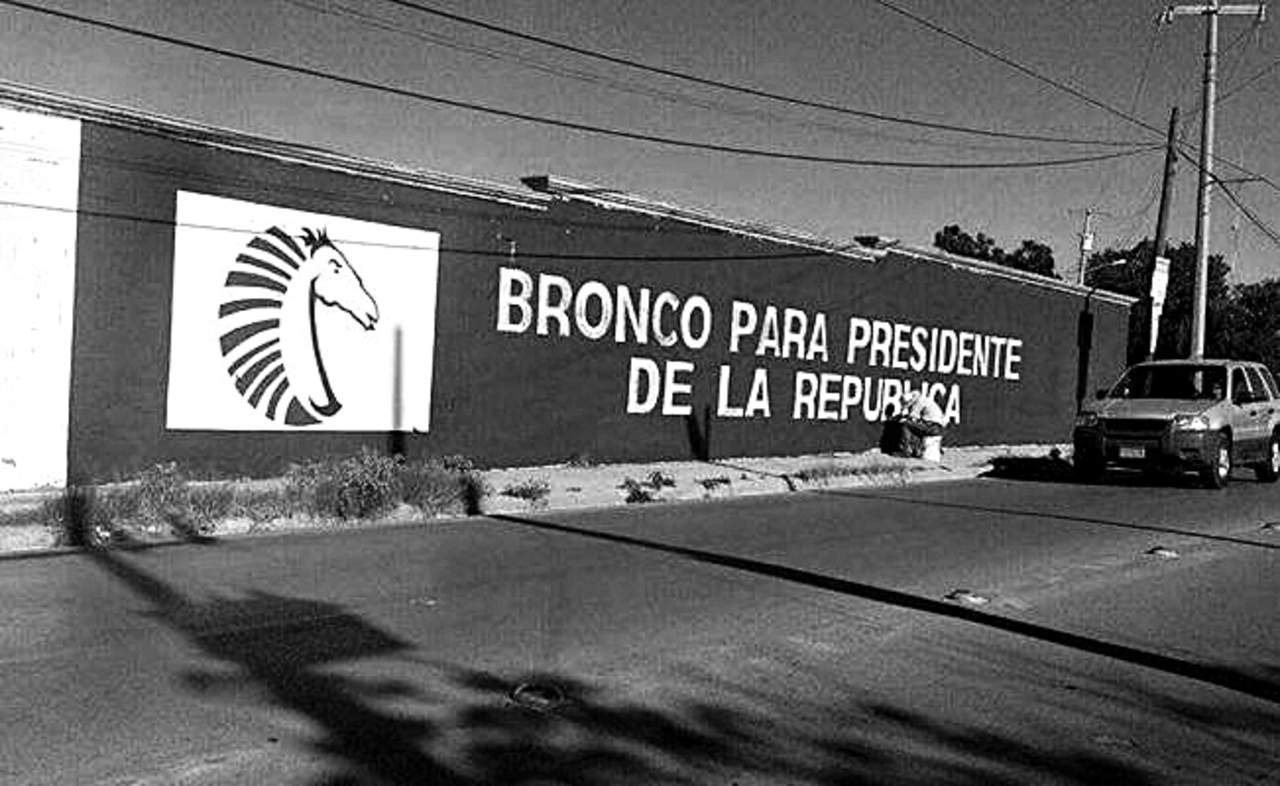 BRONCO PARA PRESIDENTE
DE LA REPUBLICA